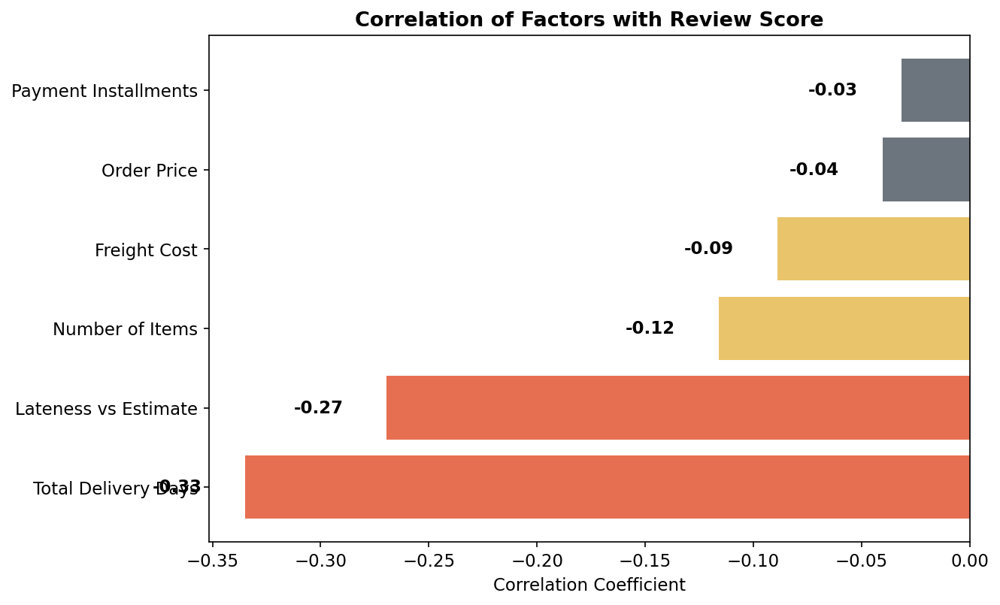 Correlation of Factors with Review Score
Payment Installments
-0.03
Order Price
-0.04
Freight Cost
-0.09
Number of Items
-0.12
Lateness vs Estimate
-0.27
Total Delivery Days
-0.33
−0.35 −0.30 −0.25 −0.20 −0.15 −0.10 −0.05 0.00
Correlation Coefficient